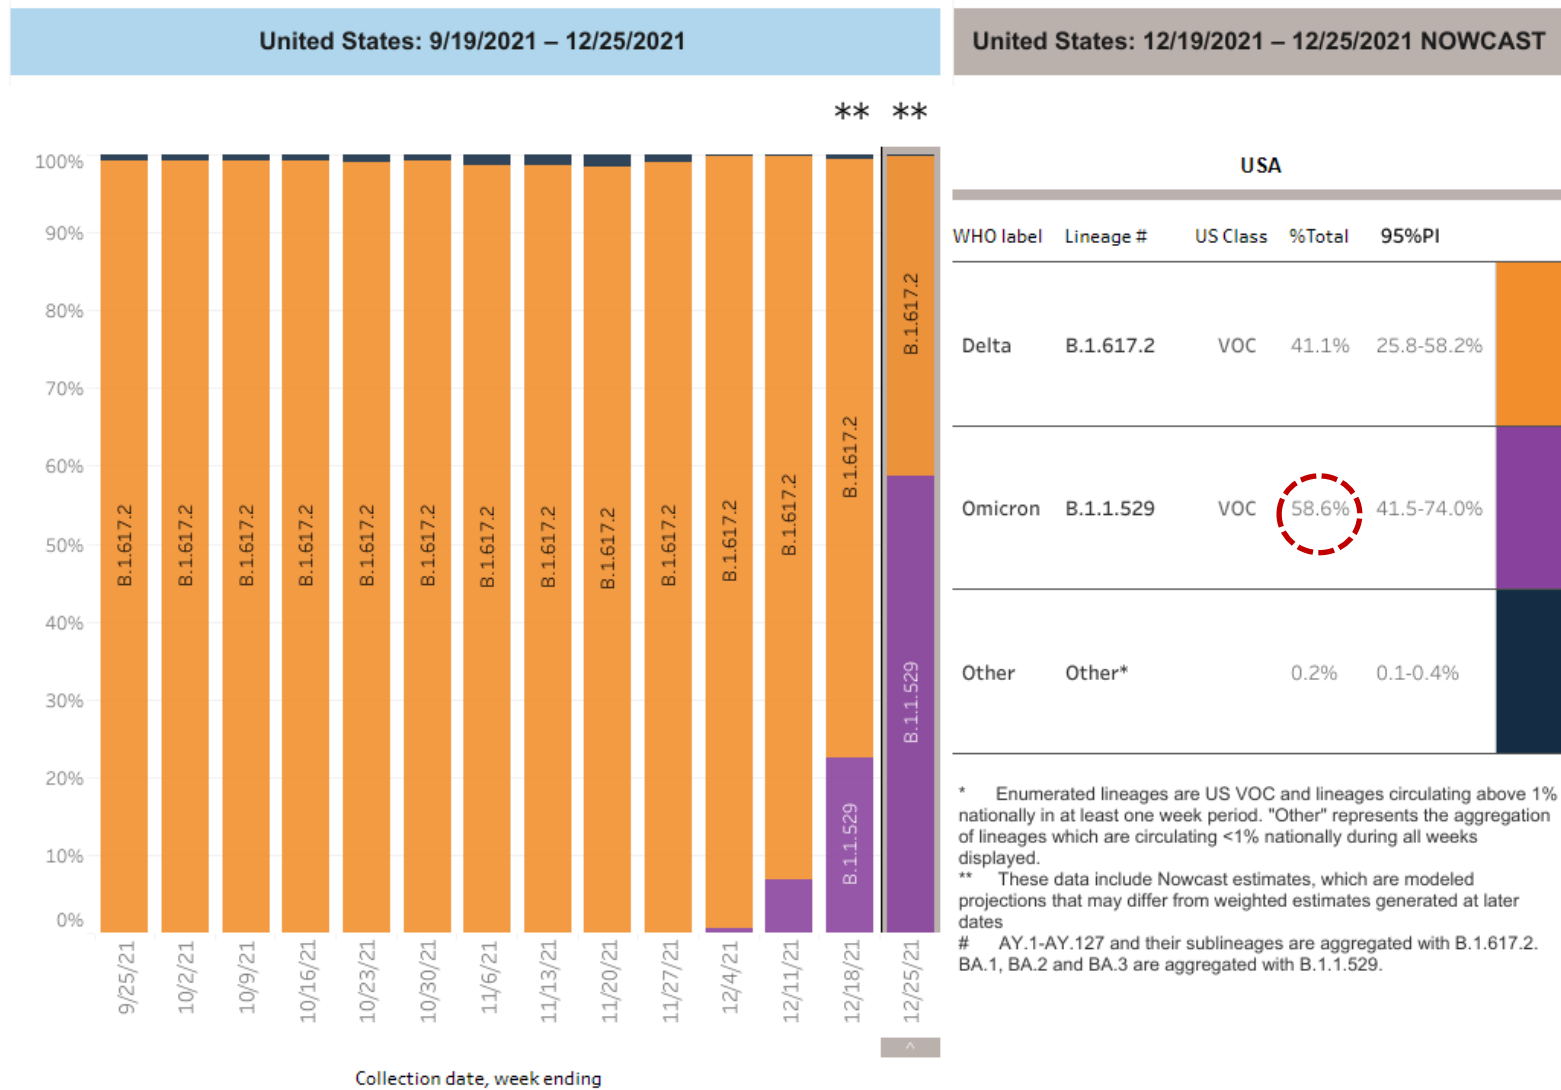 United States: 9/19/2021 – 12/25/2021
** **
100%
90%
80%
70%
60%
50%
40%
30%
20%
10%
0%
B.1.617.2
B.1.617.2
B.1.617.2
B.1.617.2
B.1.617.2
B.1.617.2
B.1.617.2
B.1.617.2
B.1.617.2
B.1.617.2
B.1.617.2
B.1.617.2
B.1.617.2
B.1.1.529
B.1.617.2
B.1.1.529
9/25/21
10/2/21
10/9/21
10/16/21
10/23/21
10/30/21
11/6/21
11/13/21
11/20/21
11/27/21
12/4/21
12/11/21
12/18/21
12/25/21
^
Collection date, week ending
United States: 12/19/2021 – 12/25/2021 NOWCAST
USA
WHO label Lineage # US Class %Total 95%PI
Delta B.1.617.2 VOC 41.1% 25.8-58.2%
Omicron B.1.1.529 VOC 58.6% 41.5-74.0%
Other Other* 0.2% 0.1-0.4%
* Enumerated lineages are US VOC and lineages circulating above 1%
nationally in at least one week period. "Other" represents the aggregation
of lineages which are circulating <1% nationally during all weeks
displayed.
** These data include Nowcast estimates, which are modeled
projections that may differ from weighted estimates generated at later
dates
# AY.1-AY.127 and their sublineages are aggregated with B.1.617.2.
BA.1, BA.2 and BA.3 are aggregated with B.1.1.529.